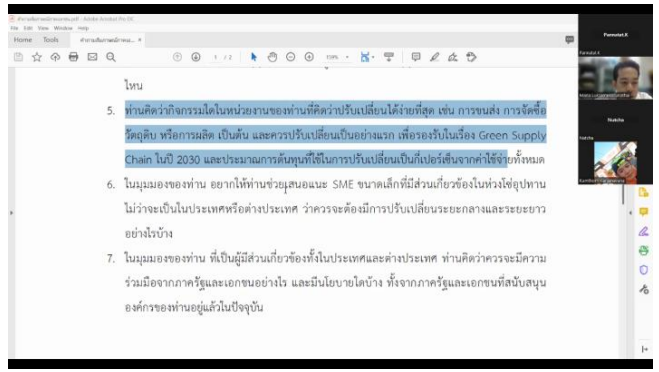 File Edit View Window Help
Home Tools
1 / 2
ไหน
5. ท่านคิดว่ากิจกรรมใดในหน่วยงานของท่านที่คิดว่าปรับเปลี่ยนได้ง่ายที่สุด เช่น การขนส่ง การจัดซื้อ
วัตถุดิบ หรือการผลิต เป็นต้น และควรปรับเปลี่ยนเป็นอย่างแรก เพื่อรองรับในเรื่อง Green Supply
Chain ในปี 2030 และประมาณการต้นทุนที่ใช้ในการปรับเปลี่ยนเป็นกี่เปอร์เซ็นจากค่าใช้จ่ายทั้งหมด
6. ในมุมมองของท่าน อยากให้ท่านช่วยเสนอแนะ SME ขนาดเล็กที่มีส่วนเกี่ยวข้องในห่วงโซ่อุปทาน
ไม่ว่าจะเป็นในประเทศหรือต่างประเทศ ว่าควรจะต้องมีการปรับเปลี่ยนระยะกลางและระยะยาว
อย่างไรบ้าง
7. ในมุมมองของท่าน ที่เป็นผู้มีส่วนเกี่ยวข้องทั้งในประเทศและต่างประเทศ ท่านคิดว่าควรจะมีความ
ร่วมมือจากภาครัฐและเอกชนอย่างไร และมีนโยบายใดบ้าง ทั้งจากภาครัฐและเอกชนที่สนับสนุน
องค์กรของท่านอยู่แล้วในปัจจุบัน